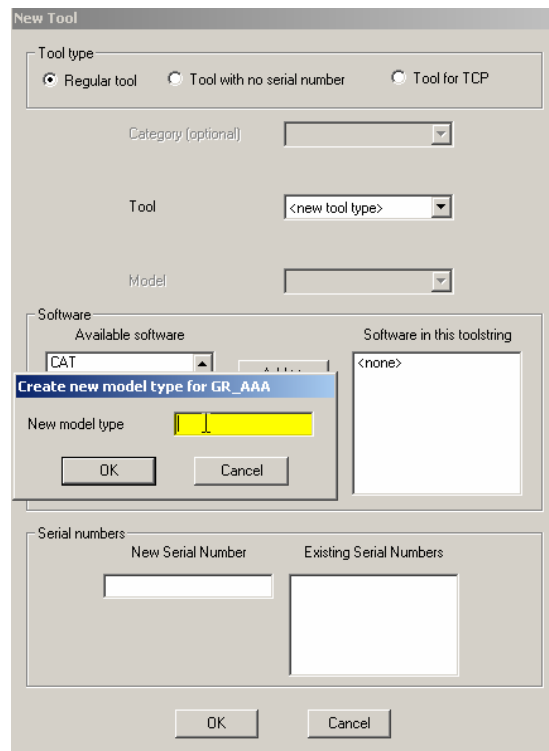 New Tool
Tool type
Regular tool
Tool with no serial number
Tool for TCP
Category (optional)
Tool
<new tool type>
Model
Software
Available software
Software in this toolstring
CAT
<none>
Create new model type for GR_AAA
New model type
OK
Cancel
Serial numbers
New Serial Number
Existing Serial Numbers
OK
Cancel